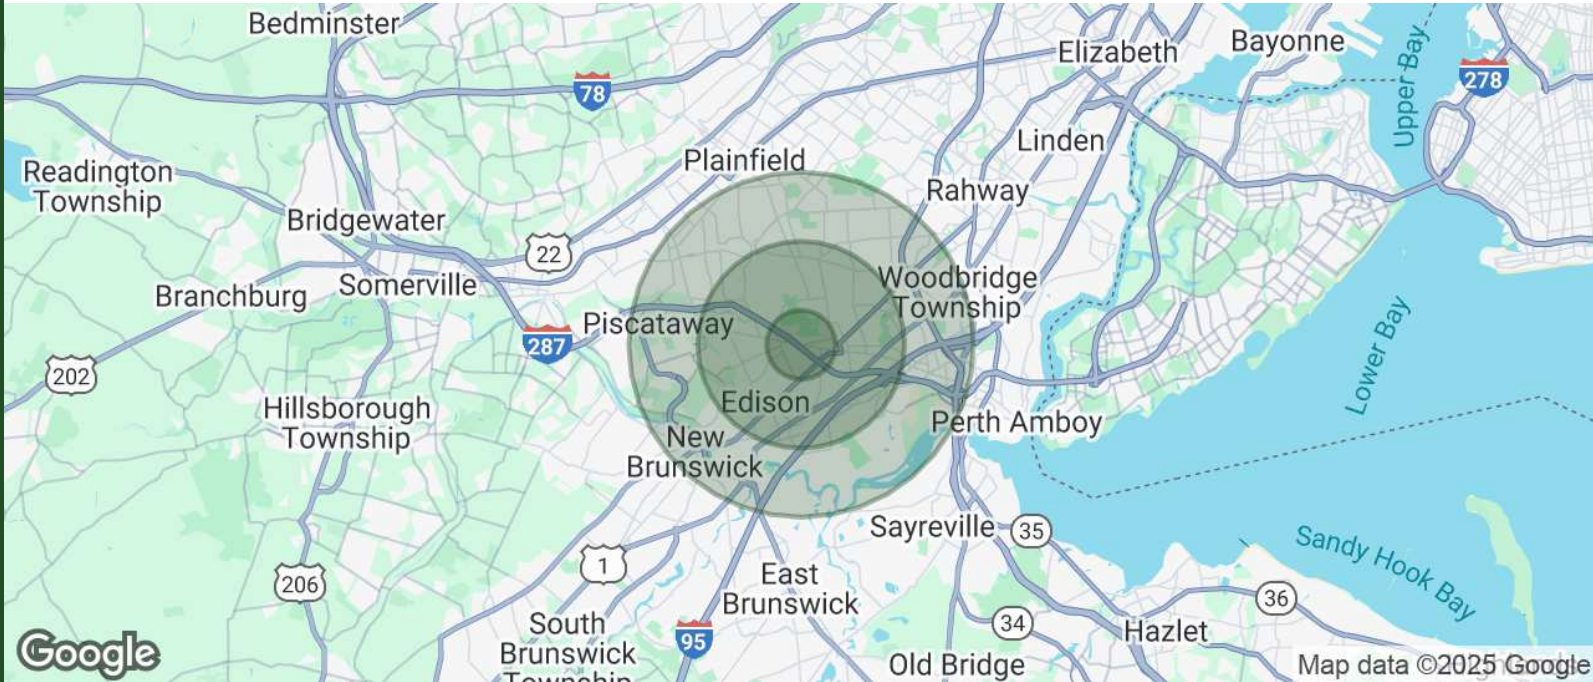 Bedminster
Elizabeth
Bayonne
Upper Bay
278
78
Linden
Plainfield
Readington
Township
Rahway
Bridgewater
22
Woodbridge
Township
Somerville
Branchburg
Piscataway
287
Lower Bay
202
Edison
Hillsborough
Township
Perth Amboy
New
Brunswick
Sayreville
35
Sandy Hook Bay
1
206
East
Brunswick
36
34
95
Hazlet
South
Brunswick
Township
Old Bridge
Google
Map data ©2025 Google